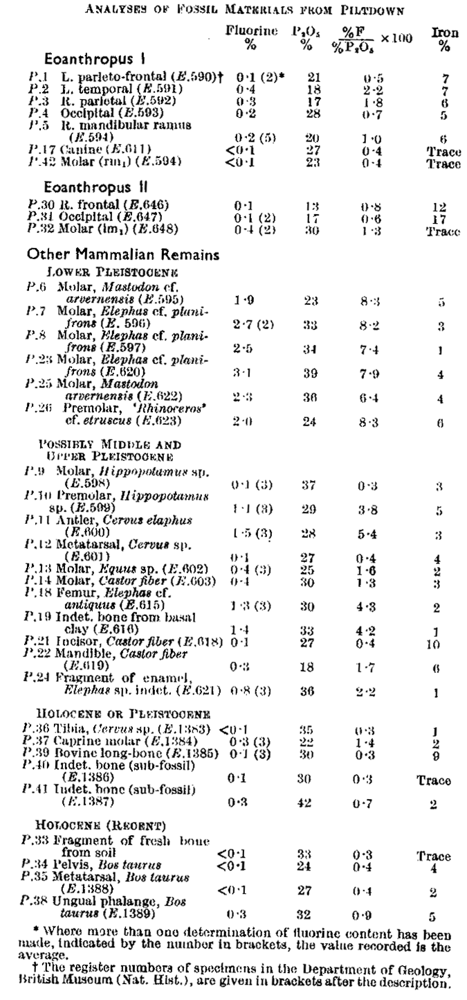 ANALYSES OF FOSSIL MATERIALS FROM PILTDOWN
Fluorine % P₂O₅ % %F / %P₂O₅ × 100 Iron %
Eoanthropus I
P.1 L. parieto-frontal (E.590)† 0·1 (2)* 21 0·5 7
P.2 L. temporal (E.591) 0·4 18 2·2 7
P.3 R. parietal (E.592) 0·3 17 1·8 6
P.4 Occipital (E.593) 0·2 28 0·7 5
P.5 R. mandibular ramus
(E.594) 0·2 (5) 20 1·0 6
P.17 Canine (E.611) <0·1 27 0·4 Trace
P.42 Molar (rm₁) (E.594) <0·1 23 0·4 Trace
Eoanthropus II
P.30 R. frontal (E.646) 0·1 13 0·8 12
P.31 Occipital (E.647) 0·1 (2) 17 0·6 17
P.32 Molar (lm₁) (E.648) 0·4 (2) 30 1·3 Trace
Other Mammalian Remains
LOWER PLEISTOCENE
P.6 Molar, Mastodon cf.
arvernensis (E.595) 1·9 23 8·3 5
P.7 Molar, Elephas cf. plani-
frons (E. 596) 2·7 (2) 33 8·2 3
P.8 Molar, Elephas cf. plani-
frons (E.597) 2·5 34 7·4 1
P.23 Molar, Elephas cf. plani-
frons (E.620) 3·1 39 7·9 4
P.25 Molar, Mastodon
arvernensis (E.622) 2·3 36 6·4 4
P.26 Premolar, 'Rhinoceros'
cf. etruscus (E.623) 2·0 24 8·3 6
POSSIBLY MIDDLE AND
UPPER PLEISTOCENE
P.9 Molar, Hippopotamus sp.
(E.598) 0·1 (3) 37 0·3 3
P.10 Premolar, Hippopotamus
sp. (E.599) 1·1 (3) 29 3·8 5
P.11 Antler, Cervus elaphus
(E.600) 1·5 (3) 28 5·4 3
P.12 Metatarsal, Cervus sp.
(E.601) 0·1 27 0·4 4
P.13 Molar, Equus sp. (E.602) 0·4 (3) 25 1·6 2
P.14 Molar, Castor fiber (E.603) 0·4 30 1·3 3
P.18 Femur, Elephas cf.
antiquus (E.615) 1·3 (3) 30 4·3 2
P.19 Indet. bone from basal
clay (E.616) 1·4 33 4·2 1
P.21 Incisor, Castor fiber (E.618) 0·1 27 0·4 10
P.22 Mandible, Castor fiber
(E.619) 0·3 18 1·7 6
P.24 Fragment of enamel,
Elephas sp. indet. (E.621) 0·8 (3) 36 2·2 1
HOLOCENE OR PLEISTOCENE
P.36 Tibia, Cervus sp. (E.1383) <0·1 35 0·3 1
P.37 Caprine molar (E.1384) 0·3 (3) 22 1·4 2
P.39 Bovine long-bone (E.1385) 0·1 (3) 30 0·3 9
P.40 Indet. bone (sub-fossil)
(E.1386) 0·1 30 0·3 Trace
P.41 Indet. bone (sub-fossil)
(E.1387) 0·3 42 0·7 2
HOLOCENE (RECENT)
P.33 Fragment of fresh bone
from soil <0·1 33 0·3 Trace
P.34 Pelvis, Bos taurus <0·1 24 0·4 4
P.35 Metatarsal, Bos taurus
(E.1388) <0·1 27 0·4 2
P.38 Ungual phalange, Bos
taurus (E.1389) 0·3 32 0·9 5
* Where more than one determination of fluorine content has been
made, indicated by the number in brackets, the value recorded is the
average.
† The register numbers of specimens in the Department of Geology,
British Museum (Nat. Hist.), are given in brackets after the description.